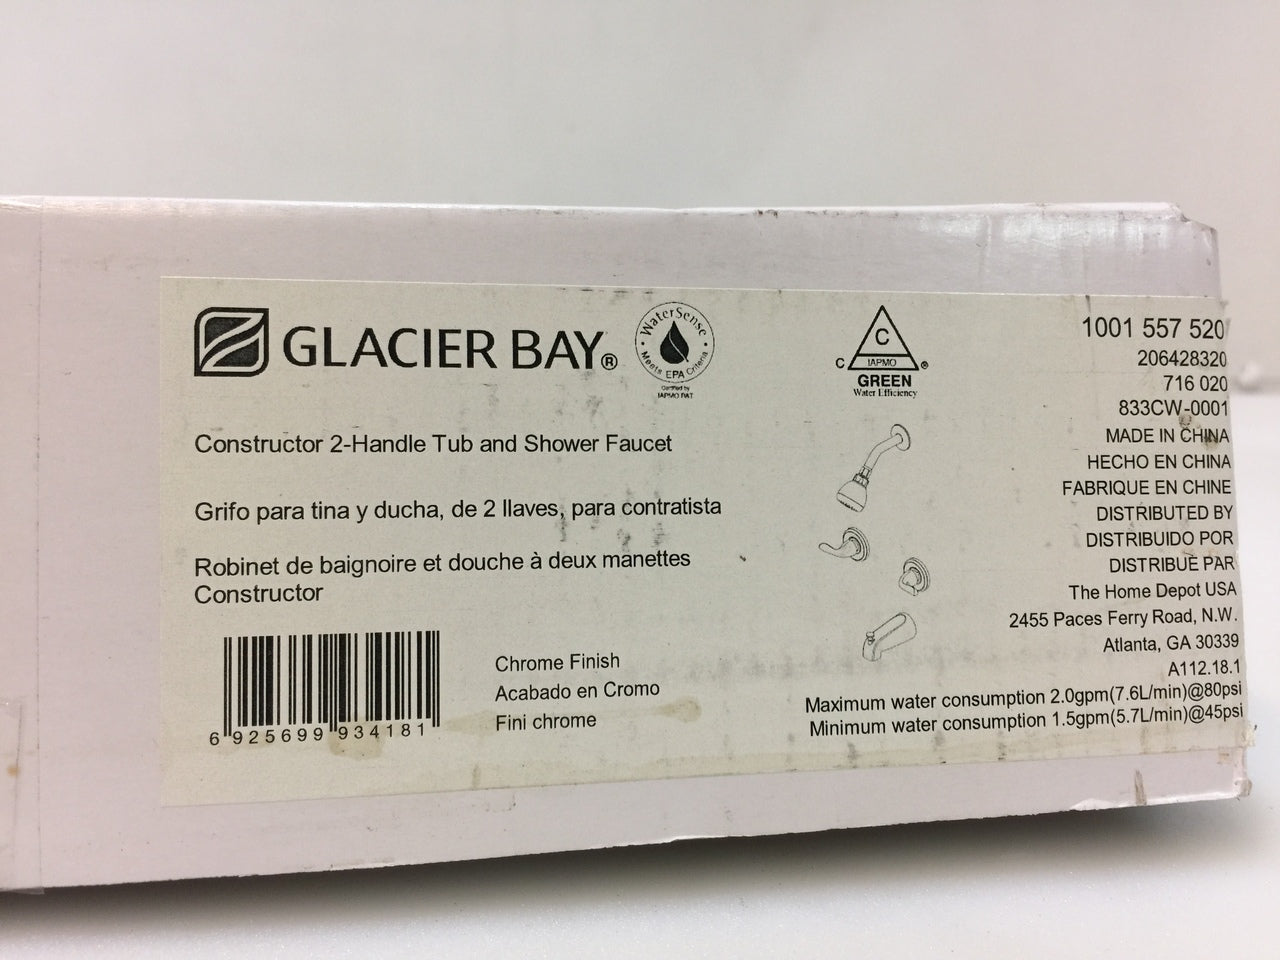 GLACIER BAY®
WaterSense
Meets EPA Criteria
Certified by
IAPMO R&T
C
IAPMO
C ®
GREEN
Water Efficiency
Constructor 2-Handle Tub and Shower Faucet
Grifo para tina y ducha, de 2 llaves, para contratista
Robinet de baignoire et douche à deux manettes
Constructor
6 925699 934181
Chrome Finish
Acabado en Cromo
Fini chrome
1001 557 520
206428320
716 020
833CW-0001
MADE IN CHINA
HECHO EN CHINA
FABRIQUE EN CHINE
DISTRIBUTED BY
DISTRIBUIDO POR
DISTRIBUÉ PAR
The Home Depot USA
2455 Paces Ferry Road, N.W.
Atlanta, GA 30339
A112.18.1
Maximum water consumption 2.0gpm(7.6L/min)@80psi
Minimum water consumption 1.5gpm(5.7L/min)@45psi